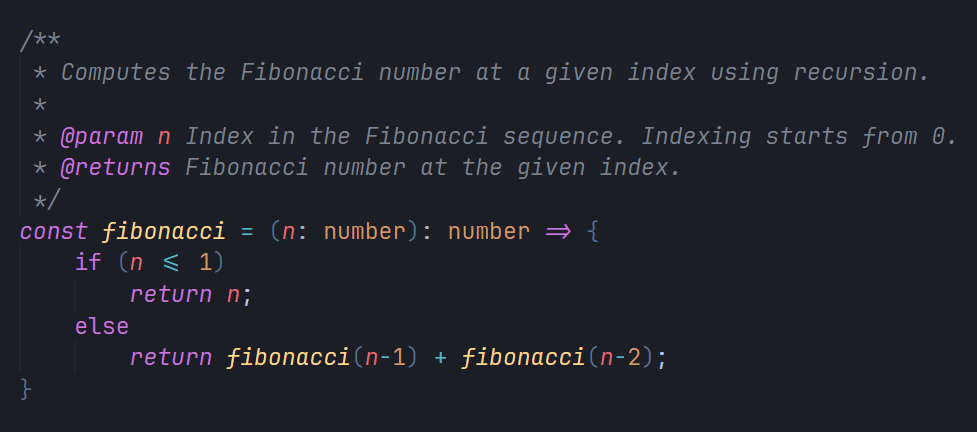 /**
 * Computes the Fibonacci number at a given index using recursion.
 *
 * @param n Index in the Fibonacci sequence. Indexing starts from 0.
 * @returns Fibonacci number at the given index.
 */
const fibonacci = (n: number): number => {
    if (n <= 1)
        return n;
    else
        return fibonacci(n-1) + fibonacci(n-2);
}